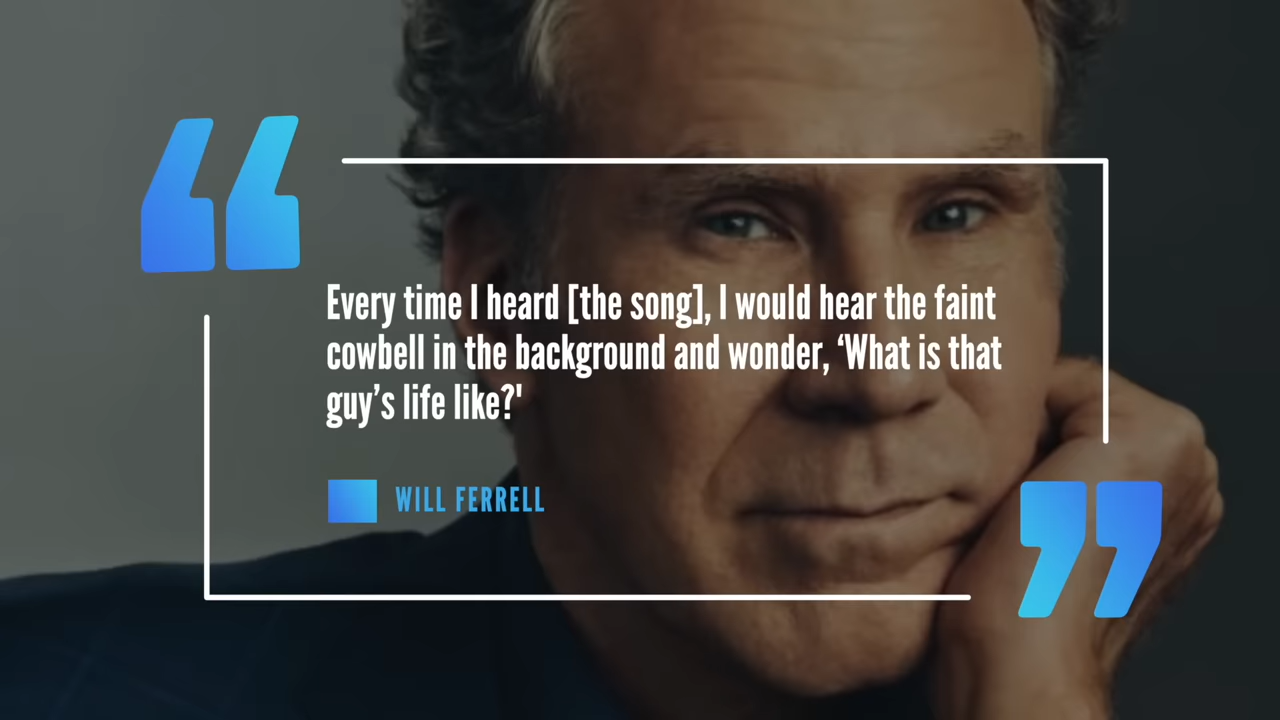 Every time I heard [the song], I would hear the faint
cowbell in the background and wonder, ‘What is that
guy’s life like?'
WILL FERRELL